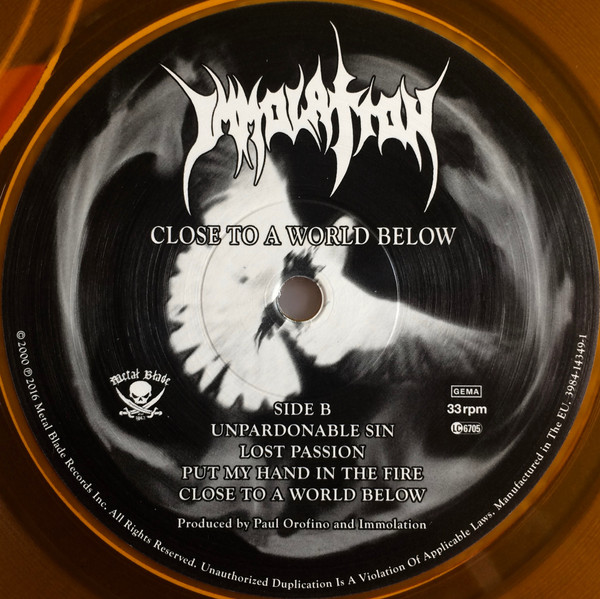 IMMOLATION
CLOSE TO A WORLD BELOW
Metal Blade
GEMA
33 rpm
LC 6705
SIDE B
UNPARDONABLE SIN
LOST PASSION
PUT MY HAND IN THE FIRE
CLOSE TO A WORLD BELOW
Produced by Paul Orofino and Immolation
© 2000 ℗ 2016 Metal Blade Records Inc. All Rights Reserved. Unauthorized Duplication Is A Violation Of Applicable Laws. Manufactured in The EU. 3984-14349-1